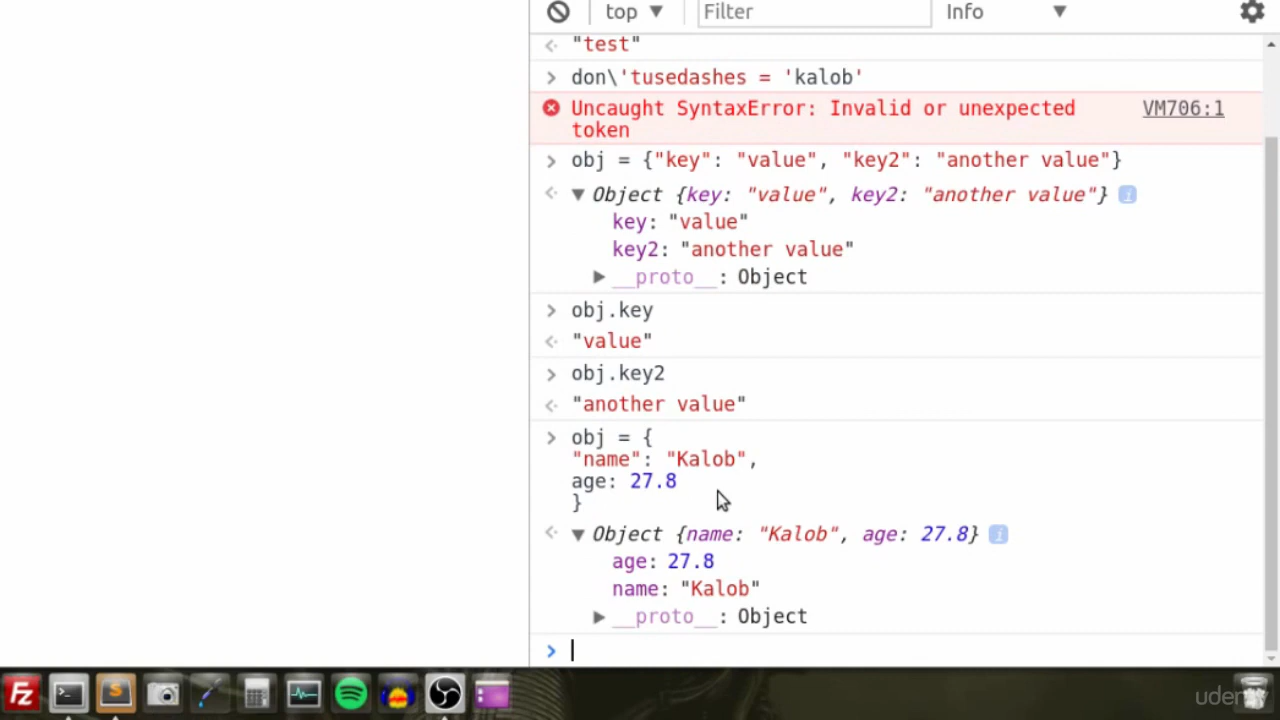 top ▼ Filter Info ▼
"test"
don\'tusedashes = 'kalob'
Uncaught SyntaxError: Invalid or unexpected VM706:1
token
obj = {"key": "value", "key2": "another value"}
Object {key: "value", key2: "another value"} i
key: "value"
key2: "another value"
__proto__: Object
obj.key
"value"
obj.key2
"another value"
obj = {
"name": "Kalob",
age: 27.8
}
Object {name: "Kalob", age: 27.8} i
age: 27.8
name: "Kalob"
__proto__: Object
Fz
S
udemy